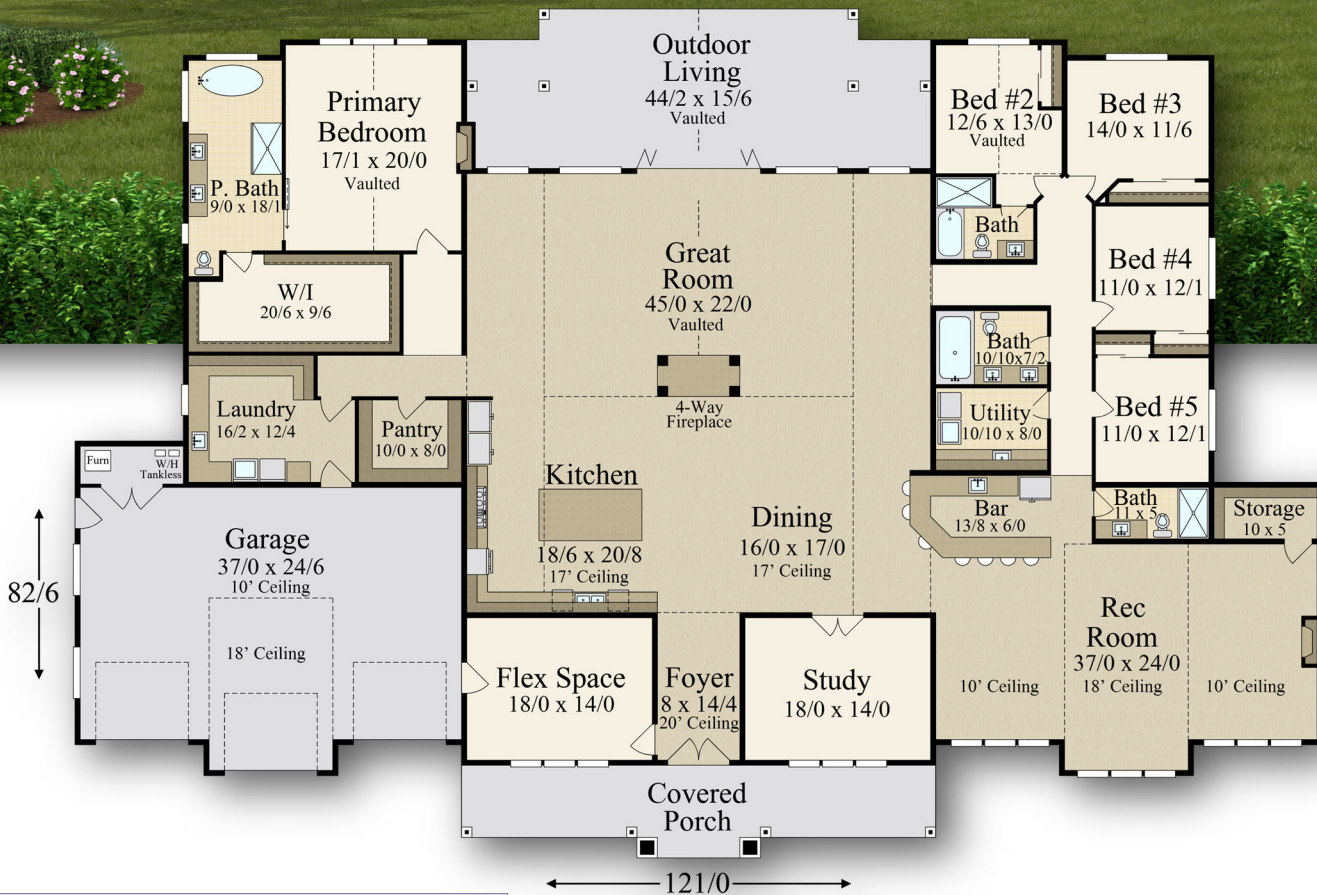 Outdoor
Living
44/2 x 15/6
Vaulted
Primary
Bedroom
17/1 x 20/0
Vaulted
P. Bath
9/0 x 18/1
W/I
20/6 x 9/6
Bed #2
12/6 x 13/0
Vaulted
Bed #3
14/0 x 11/6
Bath
Great
Room
45/0 x 22/0
Vaulted
Bed #4
11/0 x 12/1
Bath
10/10x7/2
4-Way
Fireplace
Laundry
16/2 x 12/4
Pantry
10/0 x 8/0
Utility
10/10 x 8/0
Bed #5
11/0 x 12/1
Furn
W/H
Tankless
Kitchen
18/6 x 20/8
17' Ceiling
Dining
16/0 x 17/0
17' Ceiling
Bar
13/8 x 6/0
Bath
11 x 5
Storage
10 x 5
Garage
37/0 x 24/6
10' Ceiling
18' Ceiling
82/6
Rec
Room
37/0 x 24/0
10' Ceiling
18' Ceiling
10' Ceiling
Flex Space
18/0 x 14/0
Foyer
8 x 14/4
20' Ceiling
Study
18/0 x 14/0
Covered
Porch
121/0